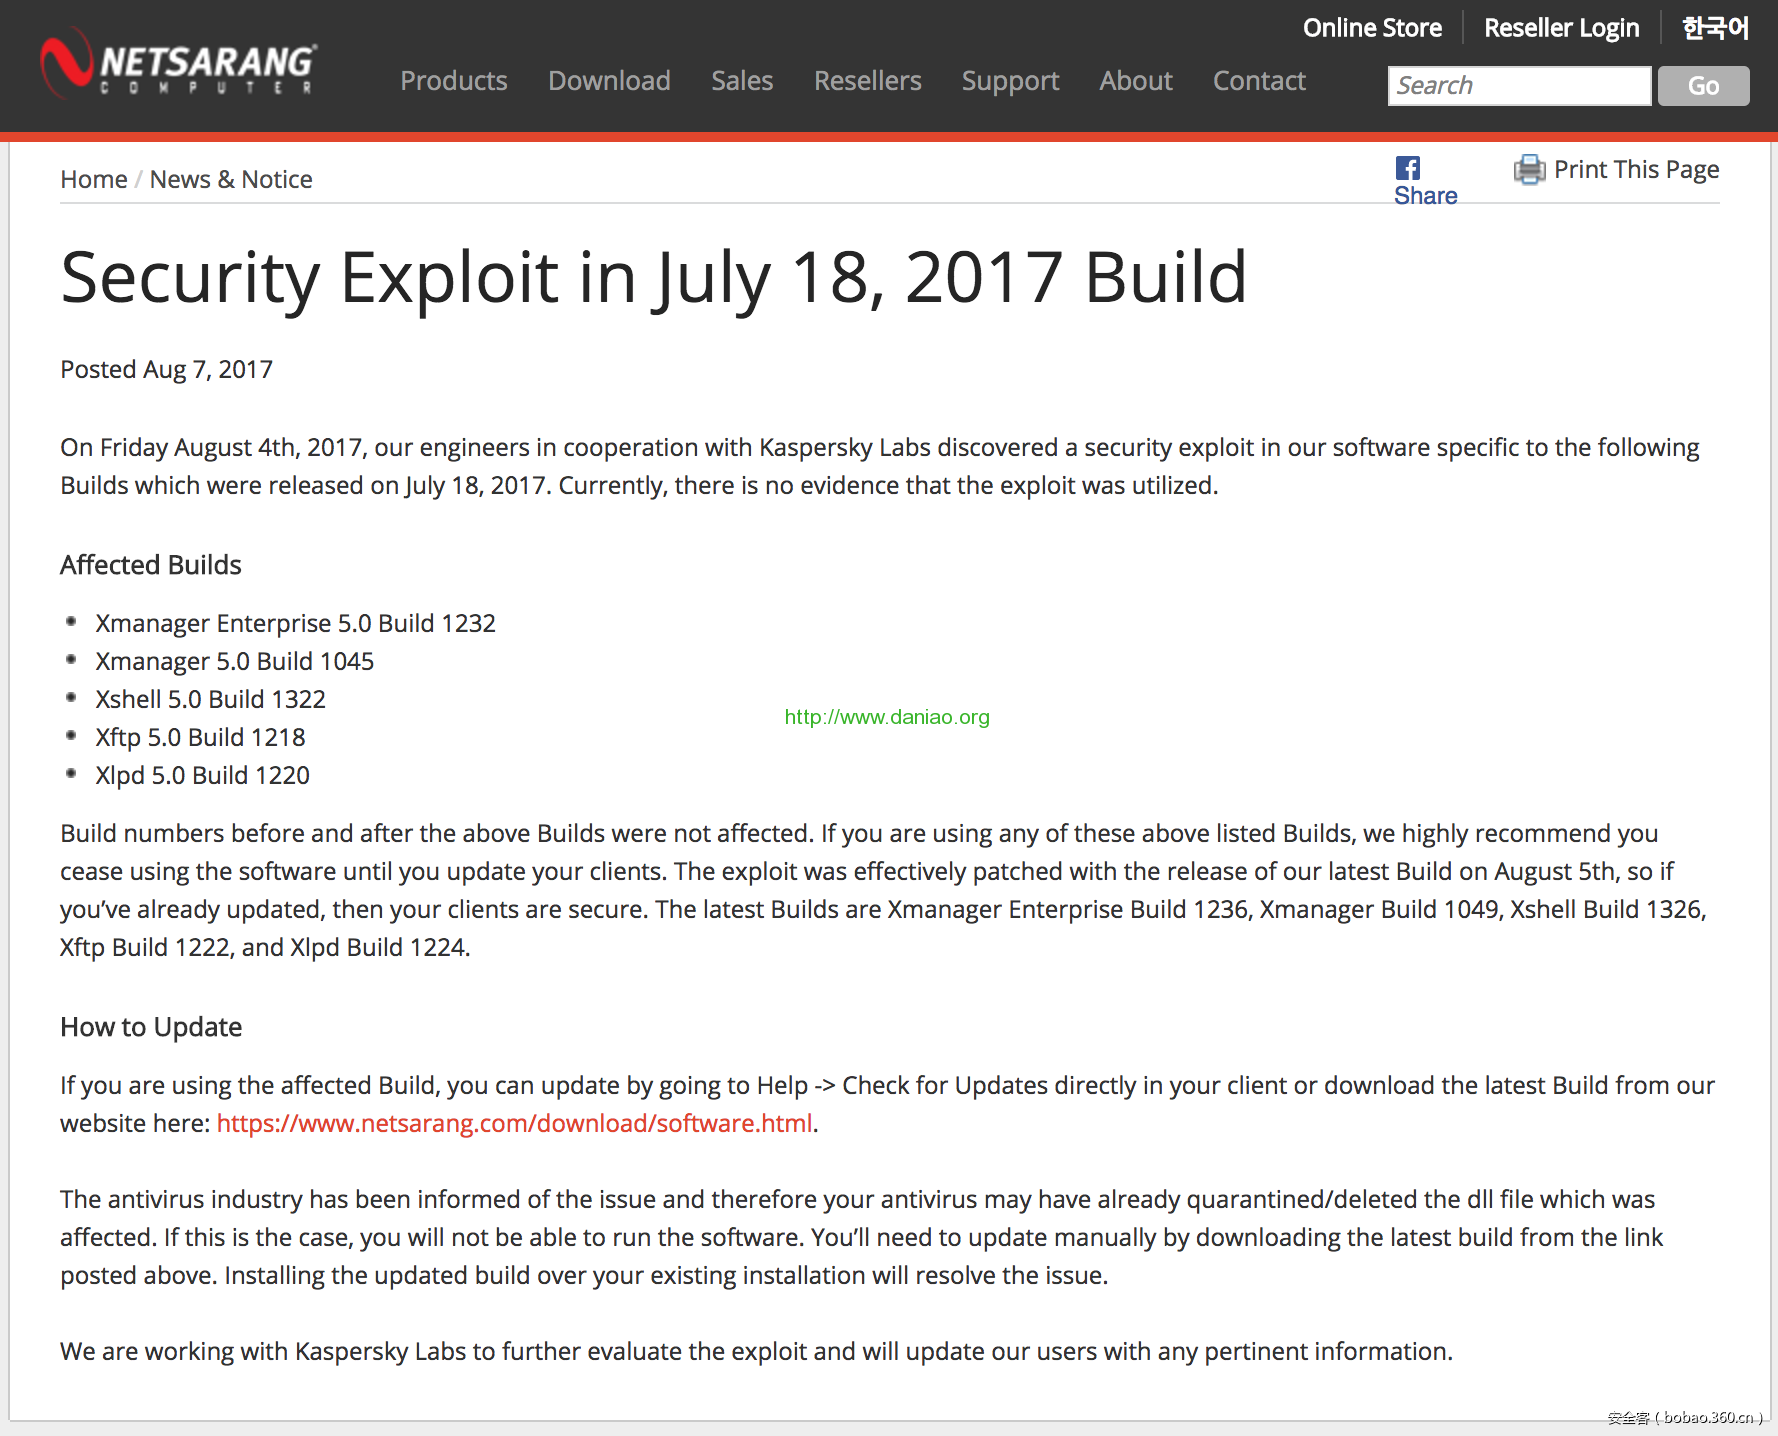 Online Store
Reseller Login
한국어
NETSARANG
COMPUTER
Products
Download
Sales
Resellers
Support
About
Contact
Search
Go
Home / News & Notice
Share
Print This Page
Security Exploit in July 18, 2017 Build
Posted Aug 7, 2017
On Friday August 4th, 2017, our engineers in cooperation with Kaspersky Labs discovered a security exploit in our software specific to the following
Builds which were released on July 18, 2017. Currently, there is no evidence that the exploit was utilized.
Affected Builds
Xmanager Enterprise 5.0 Build 1232
Xmanager 5.0 Build 1045
Xshell 5.0 Build 1322
http://www.daniao.org
Xftp 5.0 Build 1218
Xlpd 5.0 Build 1220
Build numbers before and after the above Builds were not affected. If you are using any of these above listed Builds, we highly recommend you
cease using the software until you update your clients. The exploit was effectively patched with the release of our latest Build on August 5th, so if
you’ve already updated, then your clients are secure. The latest Builds are Xmanager Enterprise Build 1236, Xmanager Build 1049, Xshell Build 1326,
Xftp Build 1222, and Xlpd Build 1224.
How to Update
If you are using the affected Build, you can update by going to Help -> Check for Updates directly in your client or download the latest Build from our
website here: https://www.netsarang.com/download/software.html.
The antivirus industry has been informed of the issue and therefore your antivirus may have already quarantined/deleted the dll file which was
affected. If this is the case, you will not be able to run the software. You’ll need to update manually by downloading the latest build from the link
posted above. Installing the updated build over your existing installation will resolve the issue.
We are working with Kaspersky Labs to further evaluate the exploit and will update our users with any pertinent information.
安全客（bobao.360.cn）